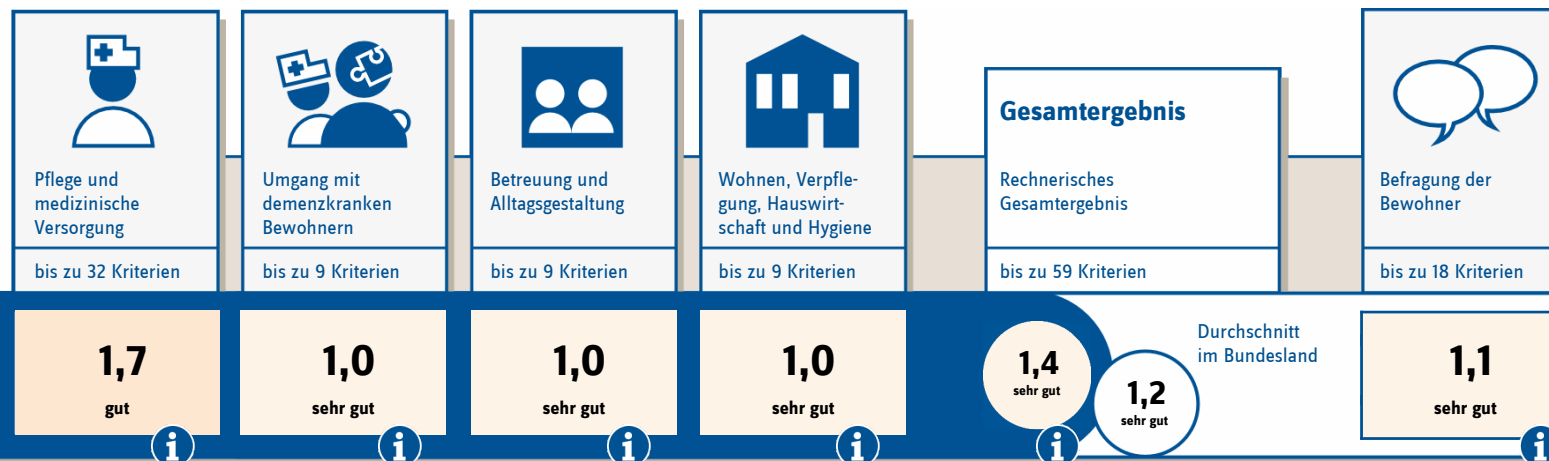 Pflege und
medizinische
Versorgung
bis zu 32 Kriterien
1,7
gut
i
Umgang mit
demenzkranken
Bewohnern
bis zu 9 Kriterien
1,0
sehr gut
i
Betreuung und
Alltagsgestaltung
bis zu 9 Kriterien
1,0
sehr gut
i
Wohnen, Verpfle-
gung, Hauswirt-
schaft und Hygiene
bis zu 9 Kriterien
1,0
sehr gut
i
Gesamtergebnis
Rechnerisches
Gesamtergebnis
bis zu 59 Kriterien
1,4
sehr gut
i
1,2
sehr gut
Durchschnitt
im Bundesland
Befragung der
Bewohner
bis zu 18 Kriterien
1,1
sehr gut
i